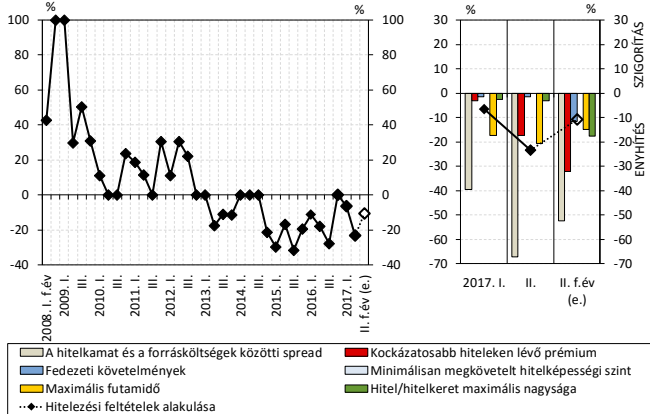 % % % %
100 100 30 30
80 80 20 20
60 60 10 10
40 40 0 0
20 20 -10 -10
0 0 -20 -20
-20 -20 -30 -30
-40 -40 -40 -40
-50 -50
-60 -60
-70 -70
SZIGORÍTÁS
ENYHÍTÉS
2008. I. f.év
2009. I.
III.
2010. I.
III.
2011. I.
III.
2012. I.
III.
2013. I.
III.
2014. I.
III.
2015. I.
III.
2016. I.
III.
2017. I.
II. f.év (e.)
2017. I. II. II. f.év
(e.)
A hitelkamat és a forrásköltségek közötti spread Kockázatosabb hiteleken lévő prémium
Fedezeti követelmények Minimálisan megkövetelt hitelképességi szint
Maximális futamidő Hitel/hitelkeret maximális nagysága
Hitelezési feltételek alakulása